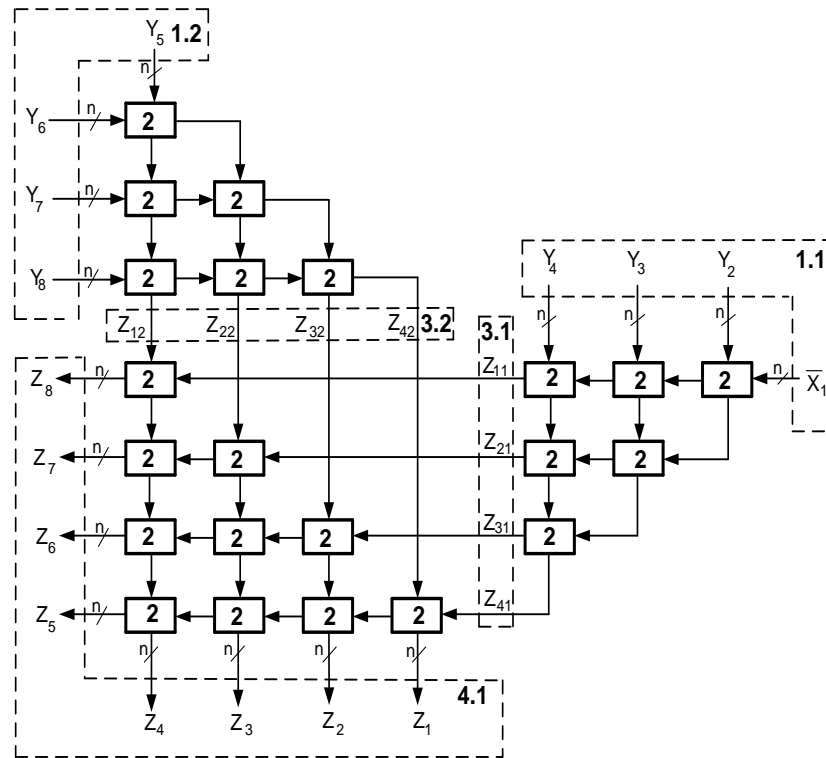 Y5 1.2
n
Y6 n 2
Y7 n 2 2
Y8 n 2 2 2
1.1
Y4 Y3 Y2
n n n
Z12 Z22 Z32 Z42 3.2 3.1
Z8 n 2 Z11 2 2 2 n X̅1
Z7 n 2 2 Z21 2 2
Z6 n 2 2 2 Z31 2
Z5 n 2 2 2 2 Z41
n n n n
4.1
Z4 Z3 Z2 Z1